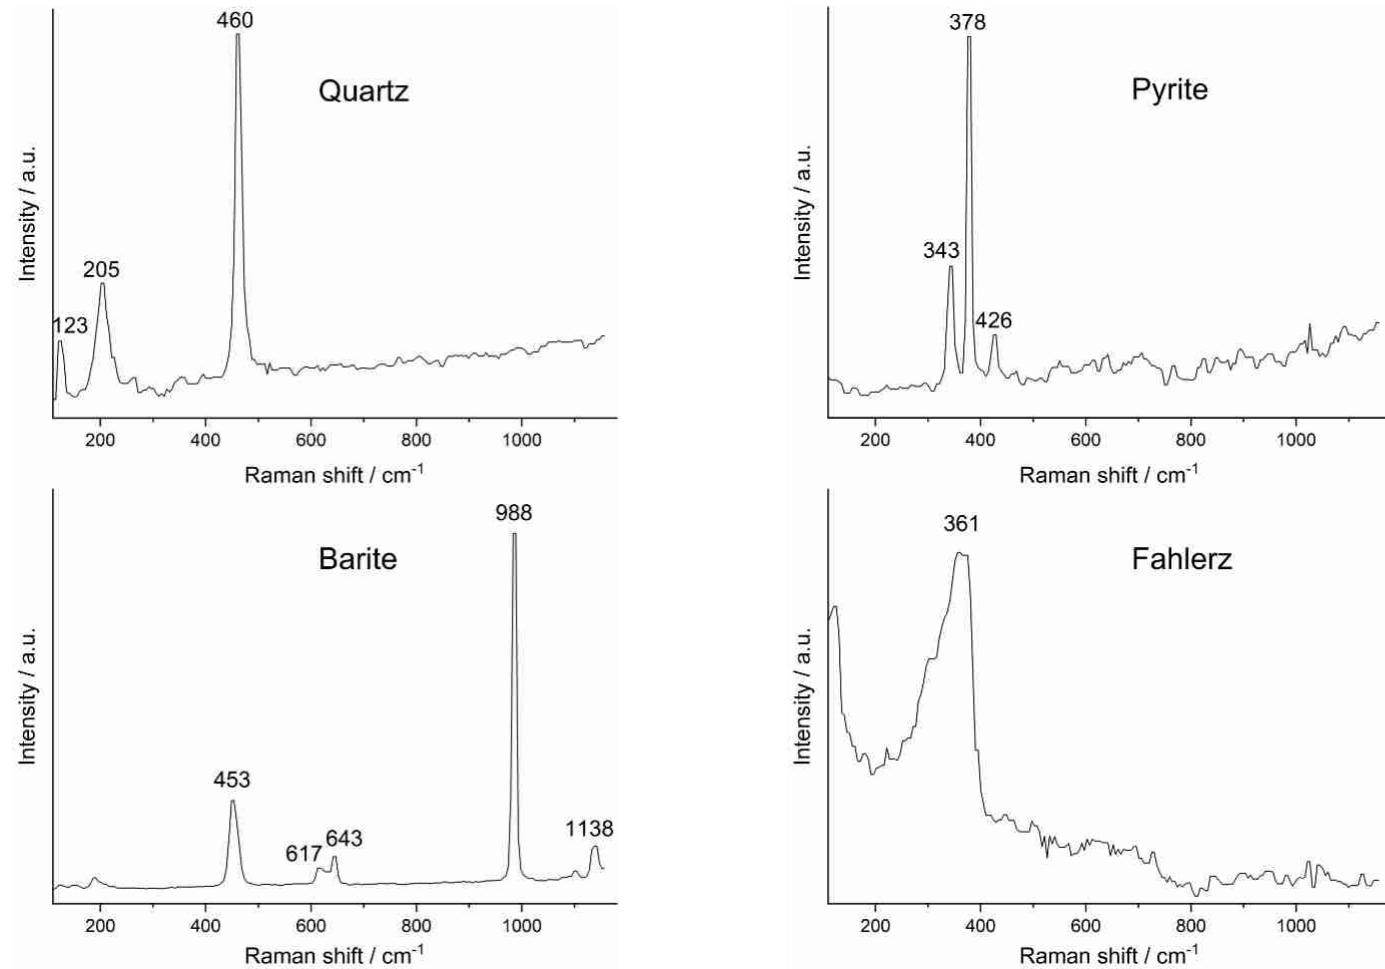 460
Quartz
205
123
Intensity / a.u.
200 400 600 800 1000
Raman shift / cm-1
378
Pyrite
343
426
Intensity / a.u.
200 400 600 800 1000
Raman shift / cm-1
988
Barite
453
617
643
1138
Intensity / a.u.
200 400 600 800 1000
Raman shift / cm-1
361
Fahlerz
Intensity / a.u.
200 400 600 800 1000
Raman shift / cm-1